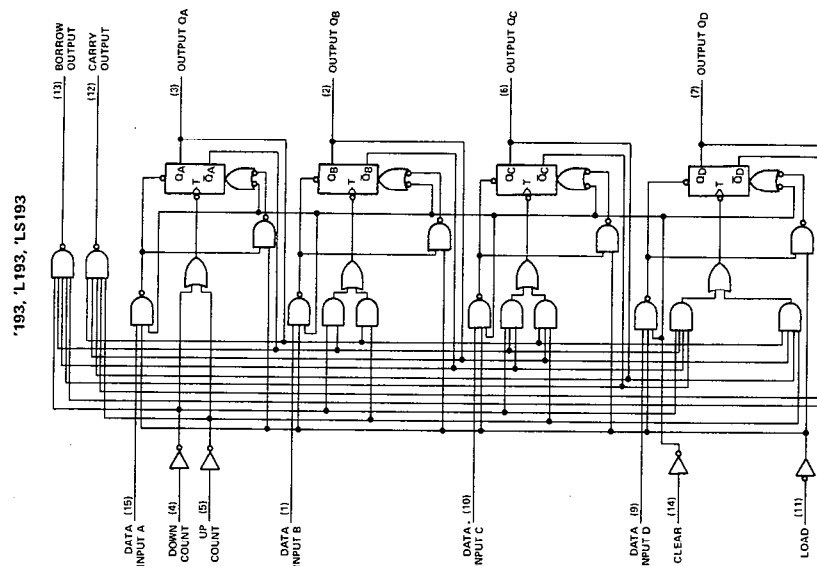 '193, 'L193, 'LS193
(13) BORROW
OUTPUT
(12) CARRY
OUTPUT
(3) OUTPUT QA
(2) OUTPUT QB
(6) OUTPUT QC
(7) OUTPUT QD
QA
T
Q̅A
QB
T
Q̅B
QC
T
Q̅C
QD
T
Q̅D
DATA (15)
INPUT A
DOWN (4)
COUNT
UP (5)
COUNT
DATA (1)
INPUT B
DATA (10)
INPUT C
DATA (9)
INPUT D
CLEAR (14)
LOAD (11)